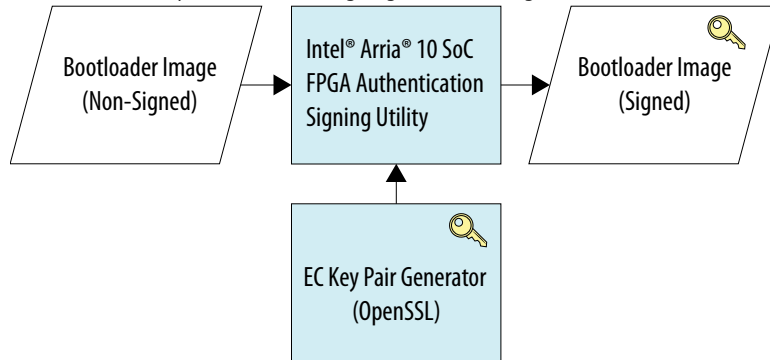 Bootloader Image
(Non-Signed)
Intel® Arria® 10 SoC
FPGA Authentication
Signing Utility
Bootloader Image
(Signed)
EC Key Pair Generator
(OpenSSL)